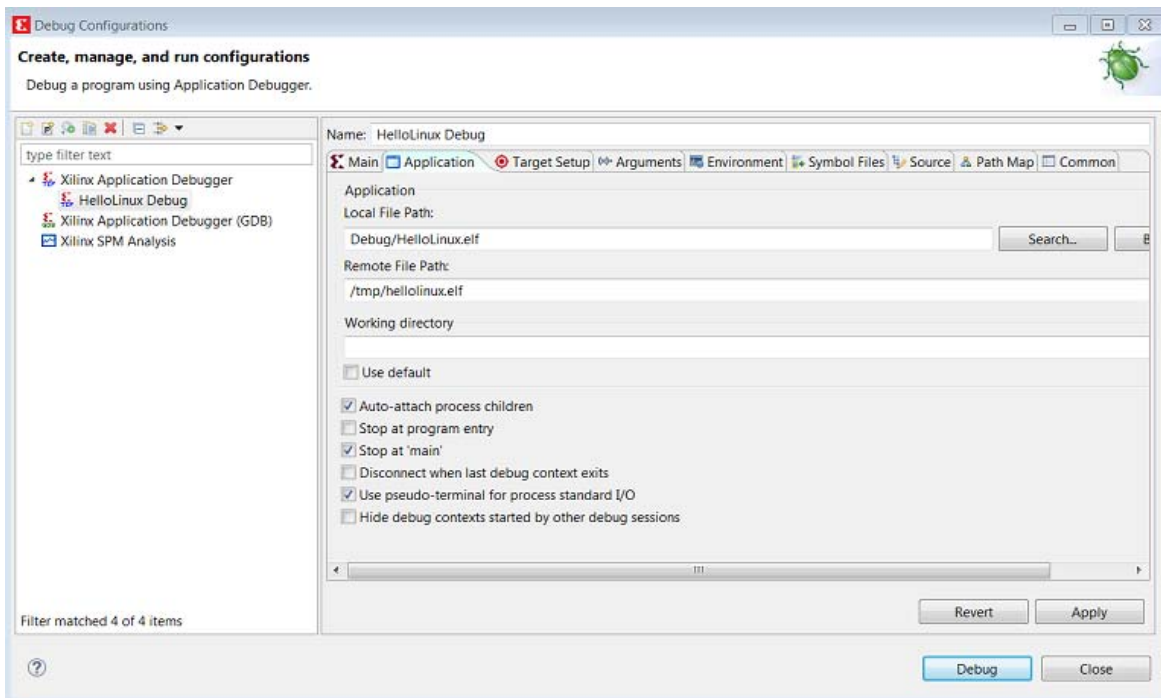 Debug Configurations
Create, manage, and run configurations
Debug a program using Application Debugger.
type filter text
Xilinx Application Debugger
HelloLinux Debug
Xilinx Application Debugger (GDB)
Xilinx SPM Analysis
Filter matched 4 of 4 items
Name: HelloLinux Debug
Main Application Target Setup Arguments Environment Symbol Files Source Path Map Common
Application
Local File Path:
Debug/HelloLinux.elf Search...
Remote File Path:
/tmp/hellolinux.elf
Working directory
Use default
Auto-attach process children
Stop at program entry
Stop at 'main'
Disconnect when last debug context exits
Use pseudo-terminal for process standard I/O
Hide debug contexts started by other debug sessions
Revert Apply
Debug Close